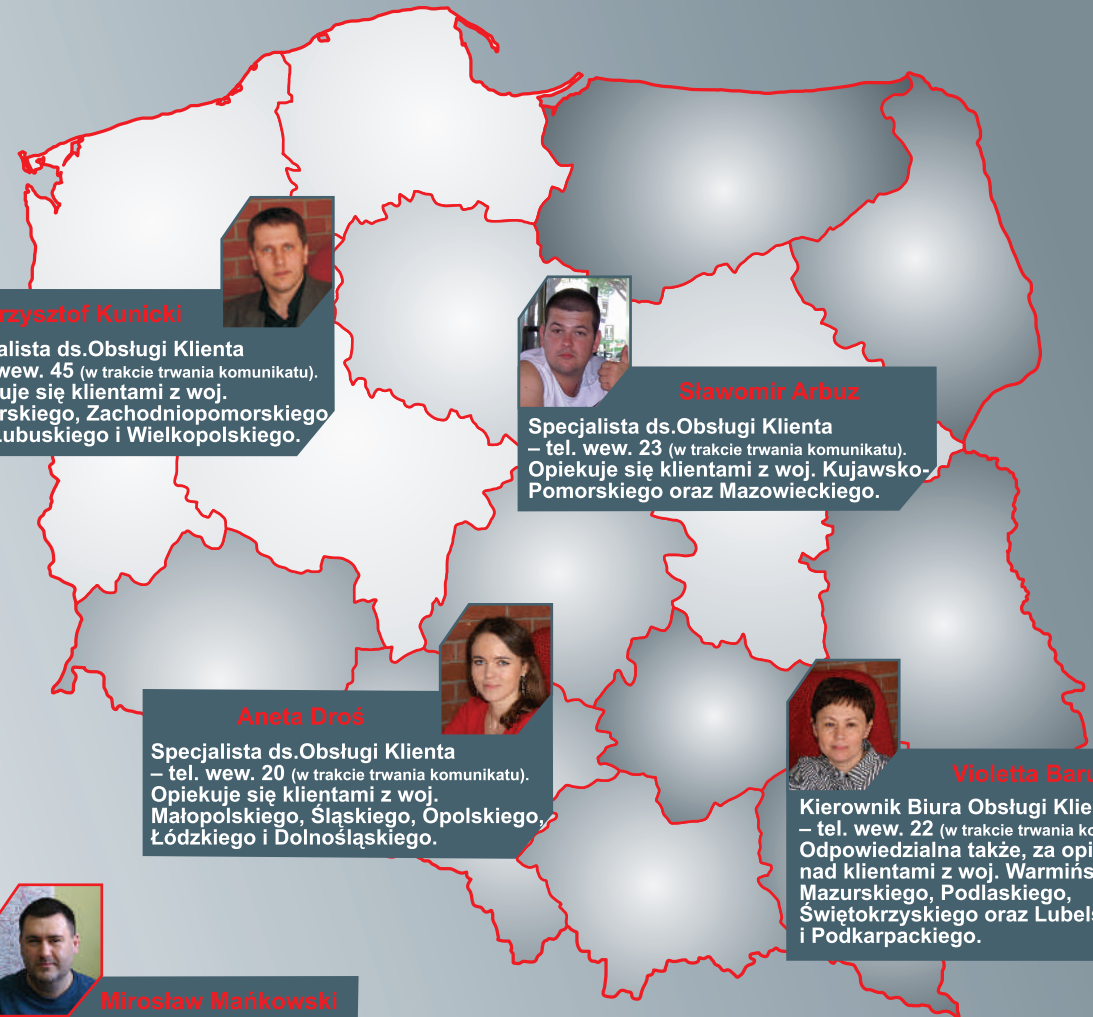 rzysztof Kunicki
alista ds.Obsługi Klienta
wew. 45 (w trakcie trwania komunikatu).
uje się klientami z woj.
rskiego, Zachodniopomorskiego
Lubuskiego i Wielkopolskiego.
Sławomir Arbuz
Specjalista ds.Obsługi Klienta
– tel. wew. 23 (w trakcie trwania komunikatu).
Opiekuje się klientami z woj. Kujawsko-
Pomorskiego oraz Mazowieckiego.
Aneta Droś
Specjalista ds.Obsługi Klienta
– tel. wew. 20 (w trakcie trwania komunikatu).
Opiekuje się klientami z woj.
Małopolskiego, Śląskiego, Opolskiego,
Łódzkiego i Dolnośląskiego.
Violetta Baru
Kierownik Biura Obsługi Klie
– tel. wew. 22 (w trakcie trwania ko
Odpowiedzialna także, za opi
nad klientami z woj. Warmińs
Mazurskiego, Podlaskiego,
Świętokrzyskiego oraz Lubels
i Podkarpackiego.
Mirosław Mańkowski